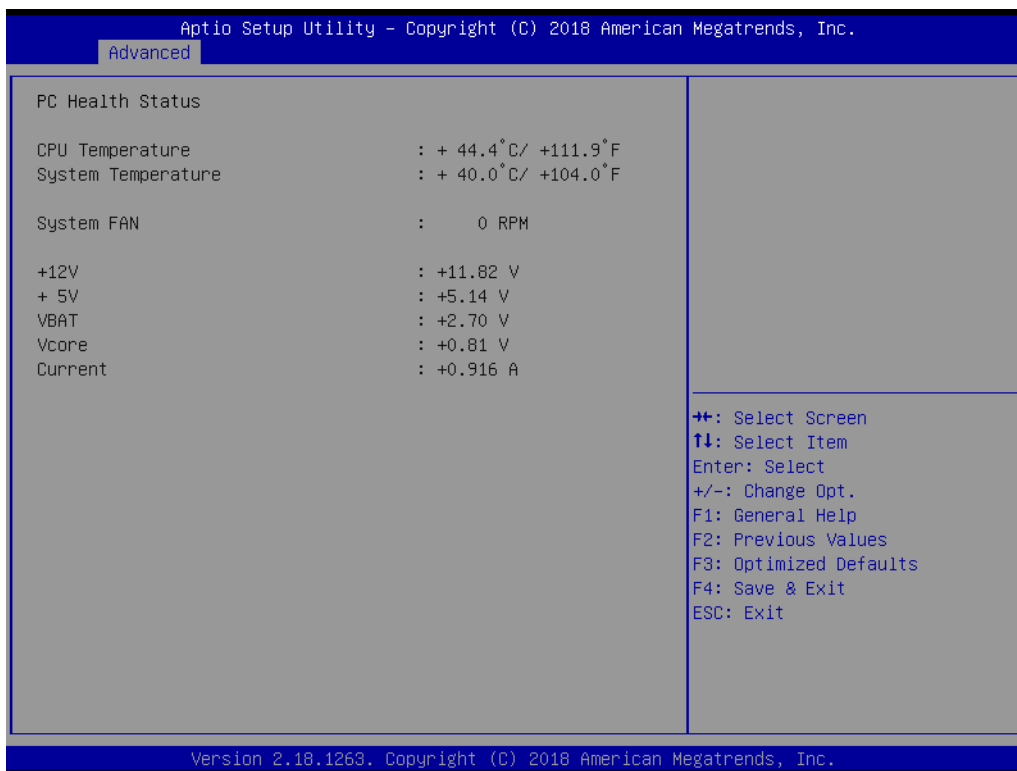 Aptio Setup Utility – Copyright (C) 2018 American Megatrends, Inc.
Advanced
PC Health Status
CPU Temperature : + 44.4°C/ +111.9°F
System Temperature : + 40.0°C/ +104.0°F
System FAN : 0 RPM
+12V : +11.82 V
+ 5V : +5.14 V
VBAT : +2.70 V
Vcore : +0.81 V
Current : +0.916 A
→←: Select Screen
↑↓: Select Item
Enter: Select
+/-: Change Opt.
F1: General Help
F2: Previous Values
F3: Optimized Defaults
F4: Save & Exit
ESC: Exit
Version 2.18.1263. Copyright (C) 2018 American Megatrends, Inc.